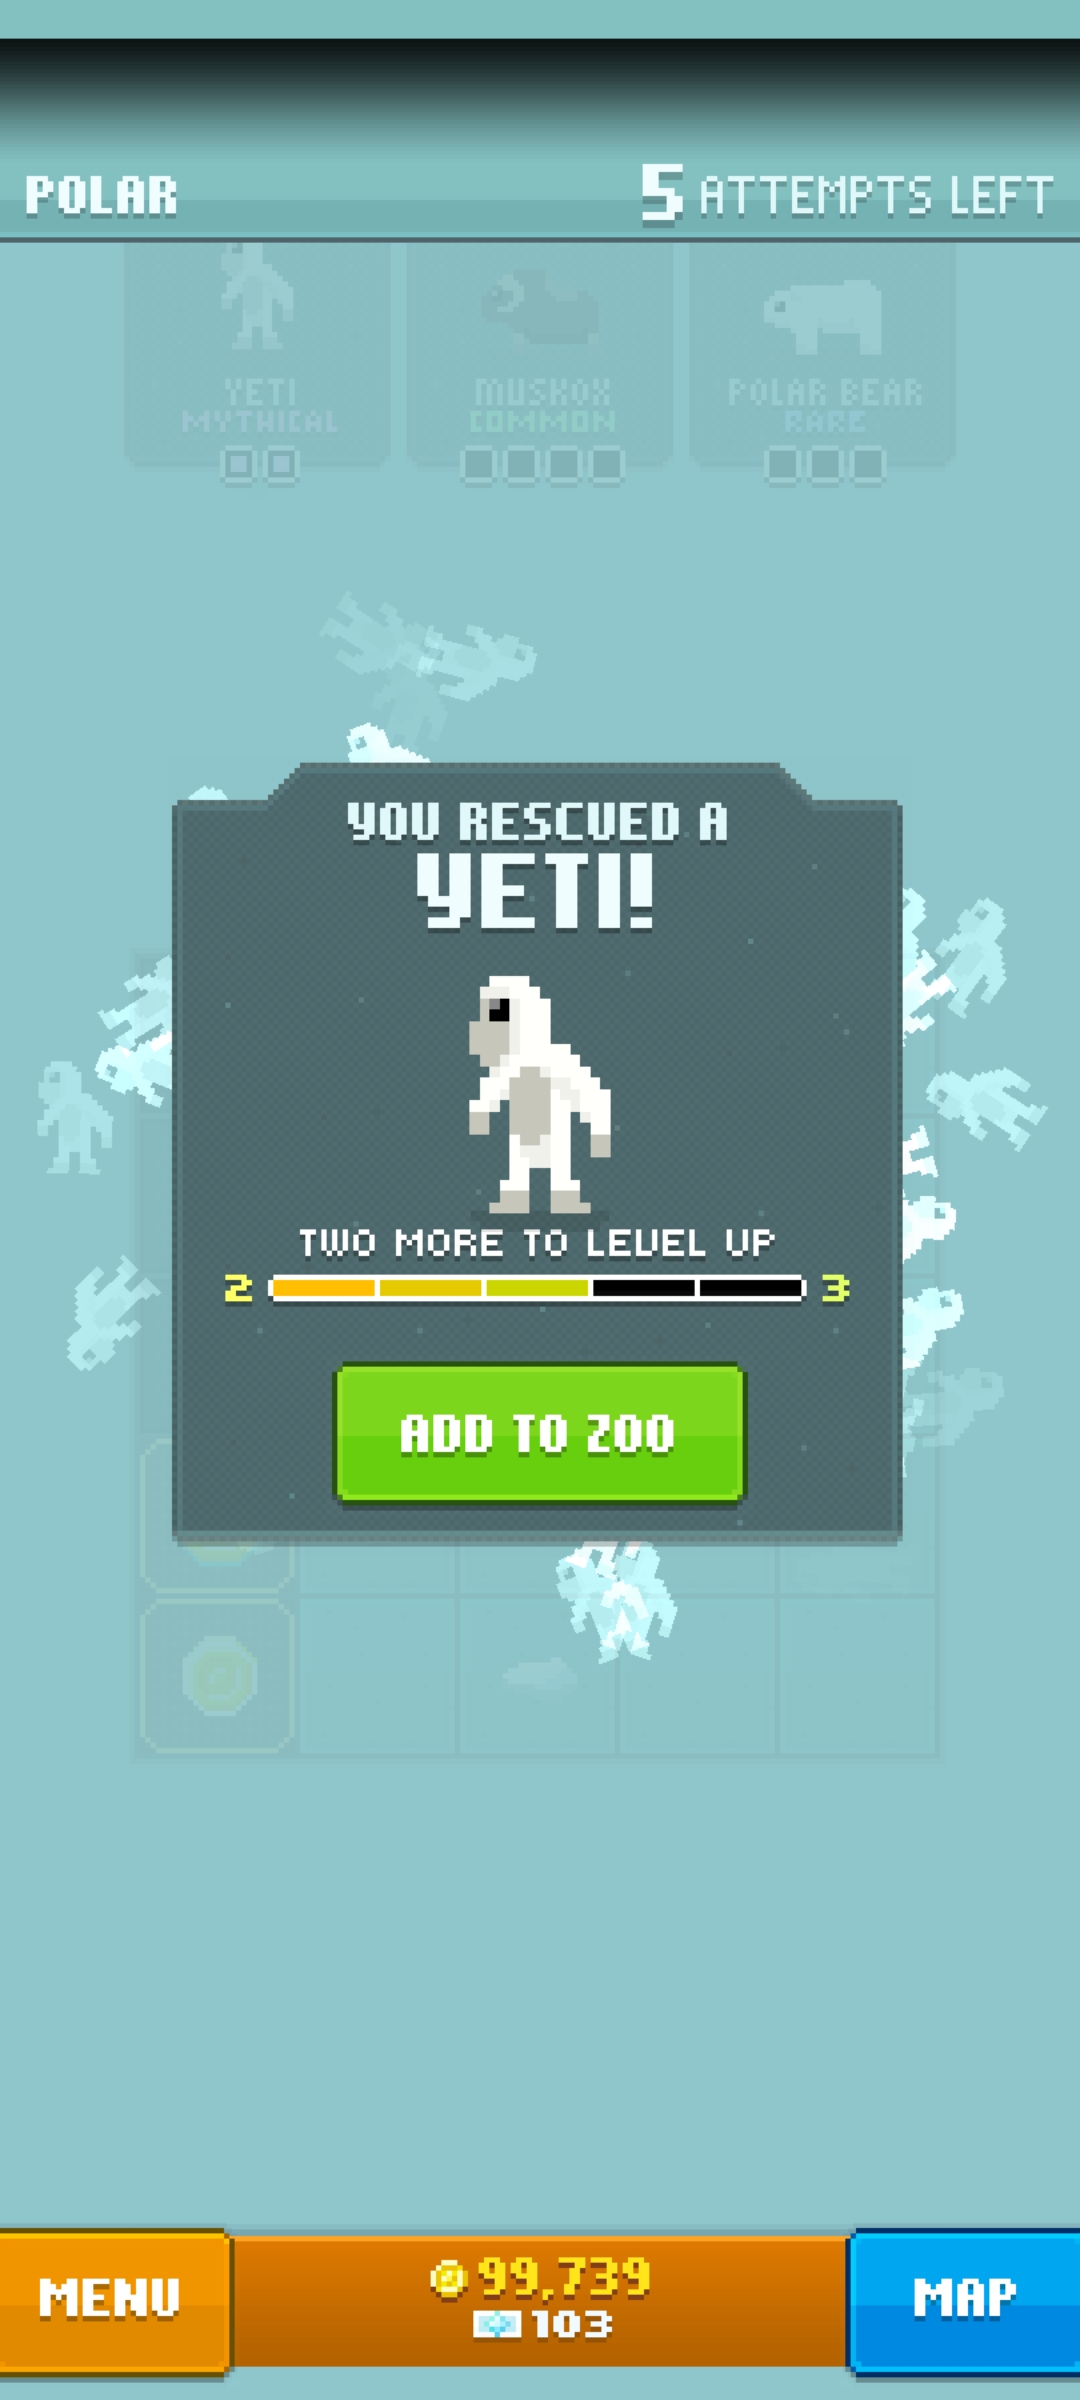 POLAR
5 ATTEMPTS LEFT
YETI
MYTHICAL
MUSKOX
COMMON
POLAR BEAR
RARE
YOU RESCUED A
YETI!
TWO MORE TO LEVEL UP
2 3
ADD TO ZOO
MENU
99,739
103
MAP